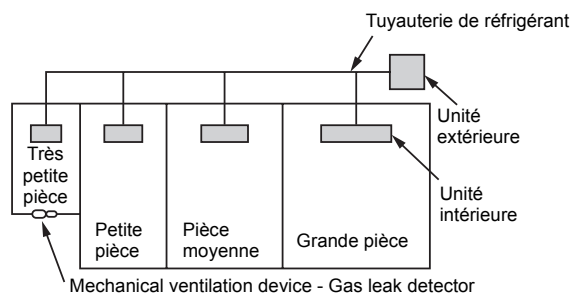 Tuyauterie de réfrigérant
Unité
extérieure
Très
petite
pièce
Unité
intérieure
Petite
pièce
Pièce
moyenne
Grande pièce
Mechanical ventilation device - Gas leak detector